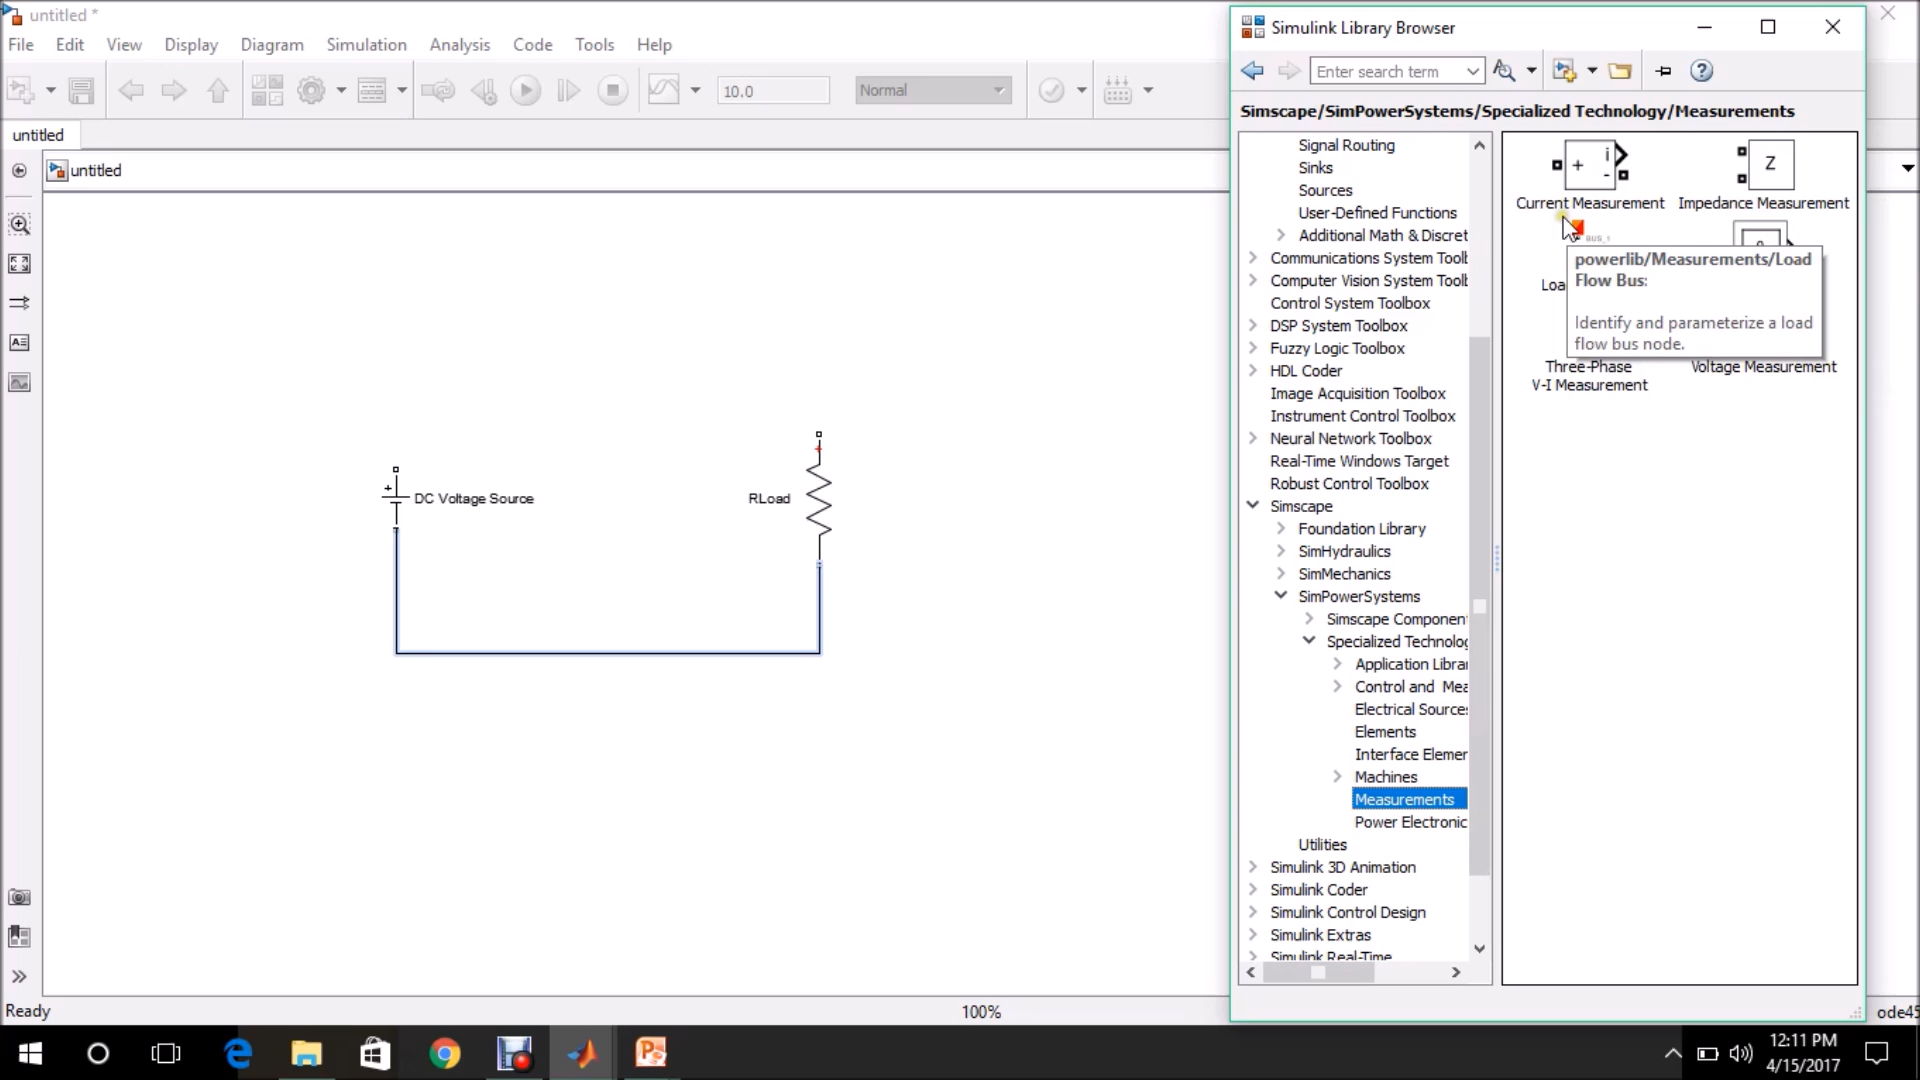 untitled *
File Edit View Display Diagram Simulation Analysis Code Tools Help
10.0
Normal
untitled
untitled
+
DC Voltage Source
RLoad
+
Ready
100%
ode45
Simulink Library Browser
Enter search term
Simscape/SimPowerSystems/Specialized Technology/Measurements
Signal Routing
Sinks
Sources
User-Defined Functions
Additional Math & Discret
Communications System Toolb
Computer Vision System Toolb
Control System Toolbox
DSP System Toolbox
Fuzzy Logic Toolbox
HDL Coder
Image Acquisition Toolbox
Instrument Control Toolbox
Neural Network Toolbox
Real-Time Windows Target
Robust Control Toolbox
Simscape
Foundation Library
SimHydraulics
SimMechanics
SimPowerSystems
Simscape Componen
Specialized Technolog
Application Librar
Control and Mea
Electrical Sources
Elements
Interface Elemer
Machines
Measurements
Power Electronic
Utilities
Simulink 3D Animation
Simulink Coder
Simulink Control Design
Simulink Extras
Simulink Real-Time
+ i -
Z
Current Measurement
Impedance Measurement
BUS_1
Loa
powerlib/Measurements/Load
Flow Bus:
Identify and parameterize a load
flow bus node.
Three-Phase
V-I Measurement
Voltage Measurement
12:11 PM
4/15/2017